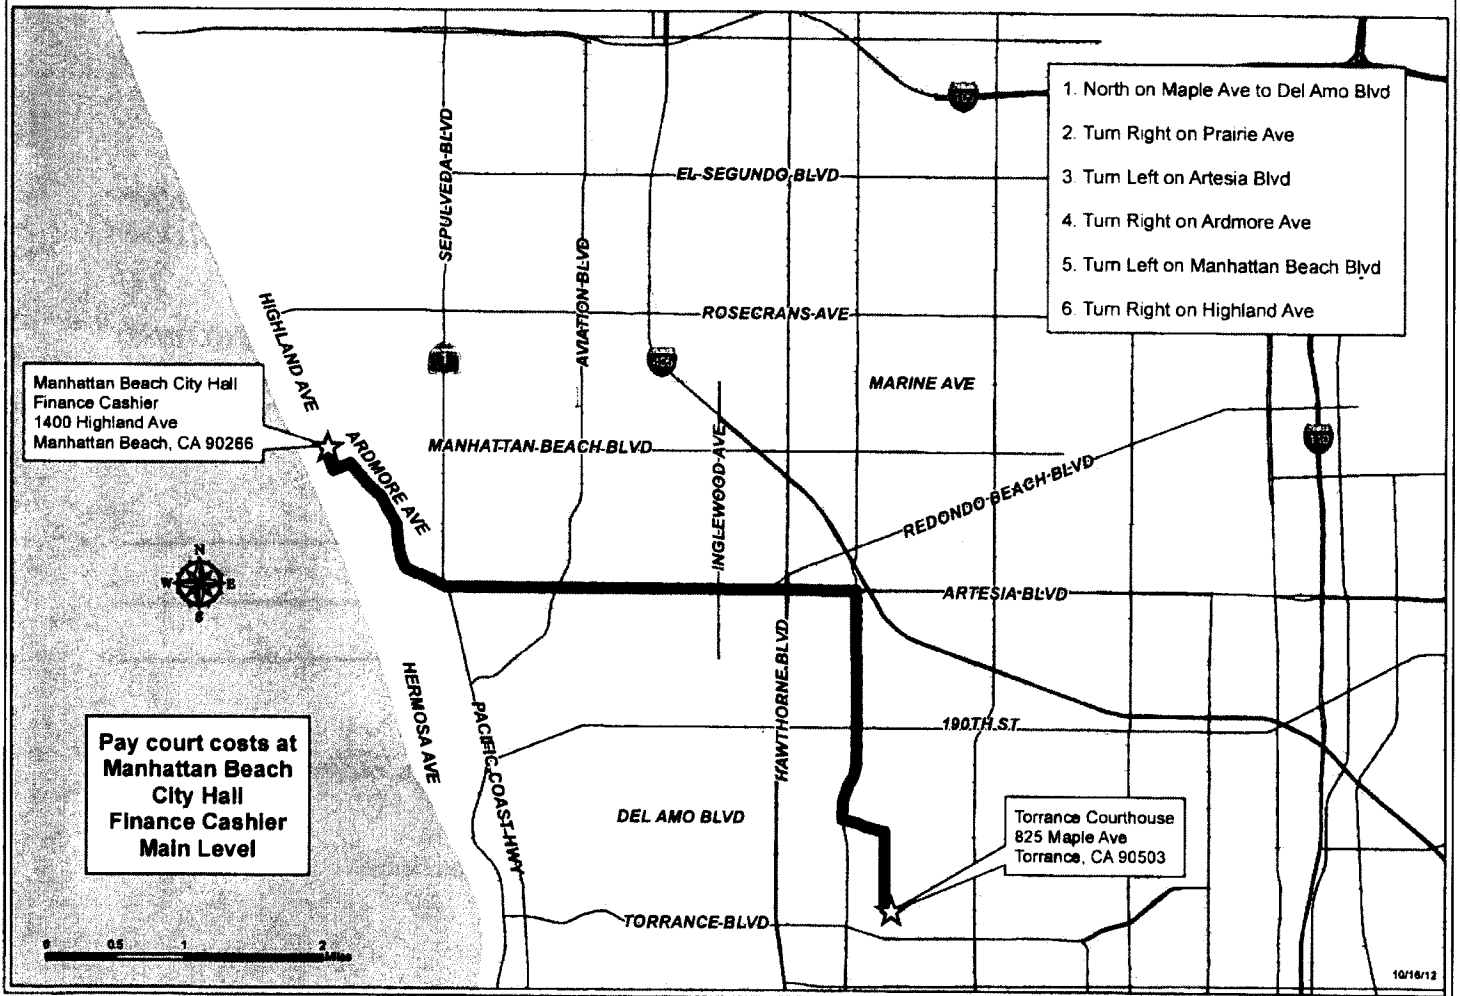 1. North on Maple Ave to Del Amo Blvd
2. Turn Right on Prairie Ave
3. Turn Left on Artesia Blvd
4. Turn Right on Ardmore Ave
5. Turn Left on Manhattan Beach Blvd
6. Turn Right on Highland Ave
SEPULVEDA BLVD
EL SEGUNDO BLVD
AVIATION BLVD
HIGHLAND AVE
ROSECRANS AVE
1
MARINE AVE
Manhattan Beach City Hall
Finance Cashier
1400 Highland Ave
Manhattan Beach, CA 90266
ARDMORE AVE
MANHATTAN BEACH BLVD
INGLEWOOD AVE
REDONDO BEACH BLVD
N
W
E
S
ARTESIA BLVD
HERMOSA AVE
PACIFIC COAST HWY
HAWTHORNE BLVD
190TH ST
Pay court costs at
Manhattan Beach
City Hall
Finance Cashier
Main Level
DEL AMO BLVD
Torrance Courthouse
825 Maple Ave
Torrance, CA 90503
TORRANCE BLVD
0 0.5 1 2
Miles
10/16/12